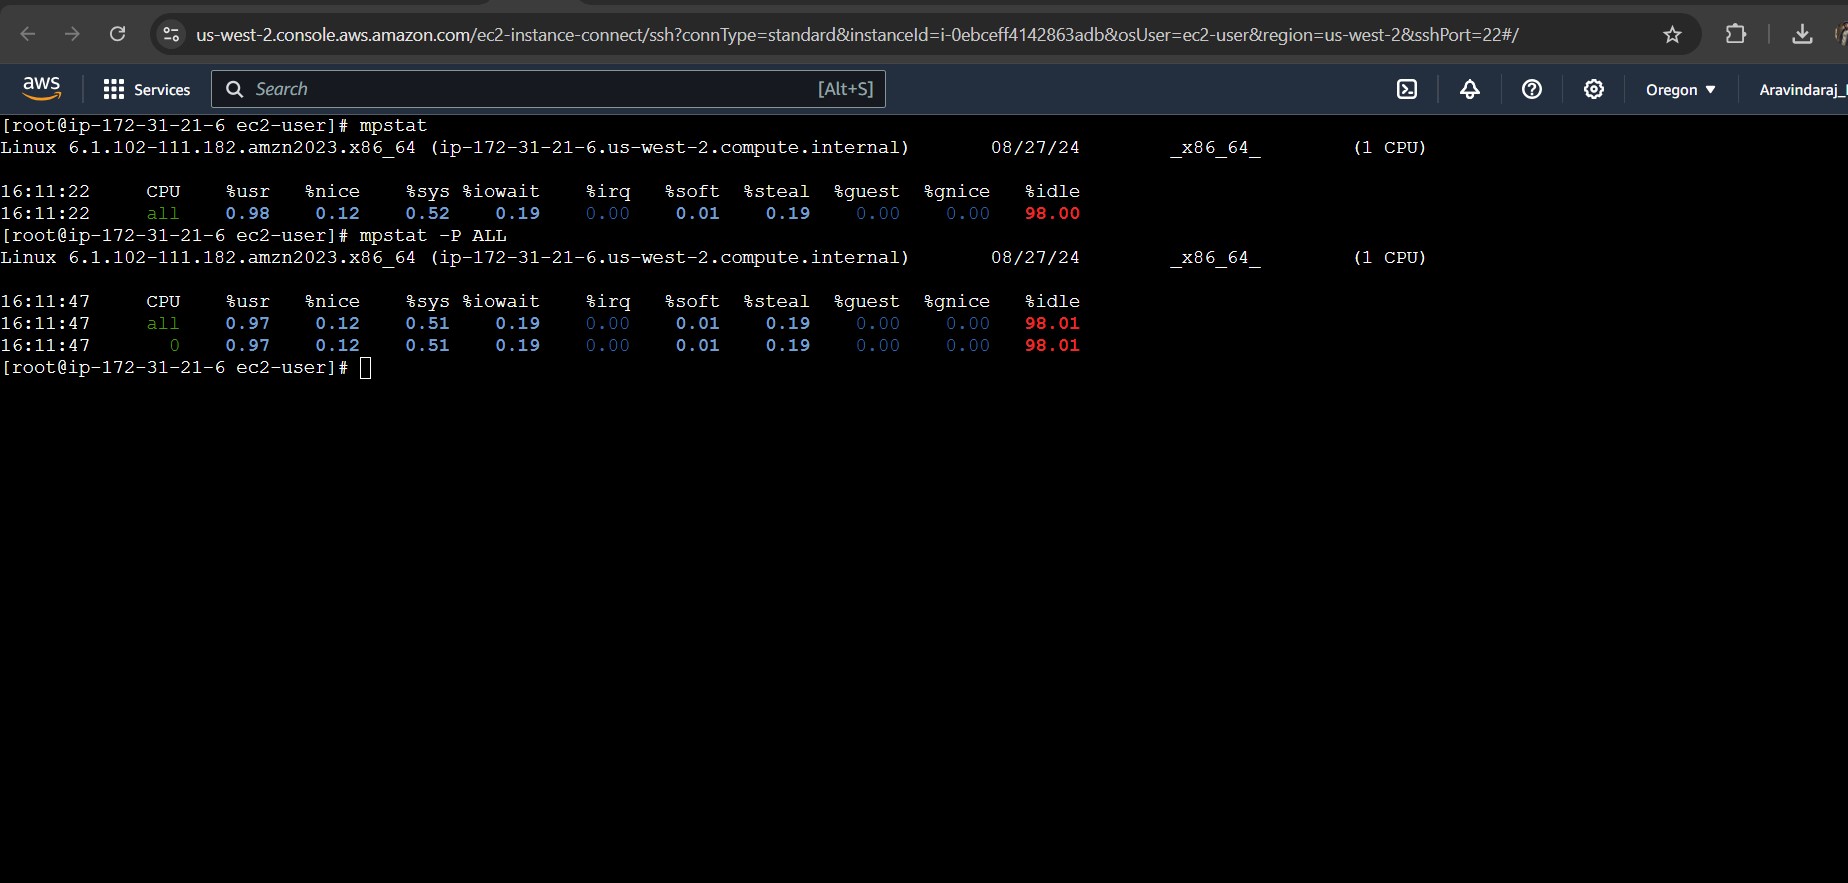 us-west-2.console.aws.amazon.com/ec2-instance-connect/ssh?connType=standard&instanceId=i-0ebceff4142863adb&osUser=ec2-user&region=us-west-2&sshPort=22#/
aws Services Search [Alt+S] Oregon ▼ Aravindaraj_
[root@ip-172-31-21-6 ec2-user]# mpstat
Linux 6.1.102-111.182.amzn2023.x86_64 (ip-172-31-21-6.us-west-2.compute.internal) 08/27/24 _x86_64_ (1 CPU)
16:11:22 CPU %usr %nice %sys %iowait %irq %soft %steal %guest %gnice %idle
16:11:22 all 0.98 0.12 0.52 0.19 0.00 0.01 0.19 0.00 0.00 98.00
[root@ip-172-31-21-6 ec2-user]# mpstat -P ALL
Linux 6.1.102-111.182.amzn2023.x86_64 (ip-172-31-21-6.us-west-2.compute.internal) 08/27/24 _x86_64_ (1 CPU)
16:11:47 CPU %usr %nice %sys %iowait %irq %soft %steal %guest %gnice %idle
16:11:47 all 0.97 0.12 0.51 0.19 0.00 0.01 0.19 0.00 0.00 98.01
16:11:47 0 0.97 0.12 0.51 0.19 0.00 0.01 0.19 0.00 0.00 98.01
[root@ip-172-31-21-6 ec2-user]#